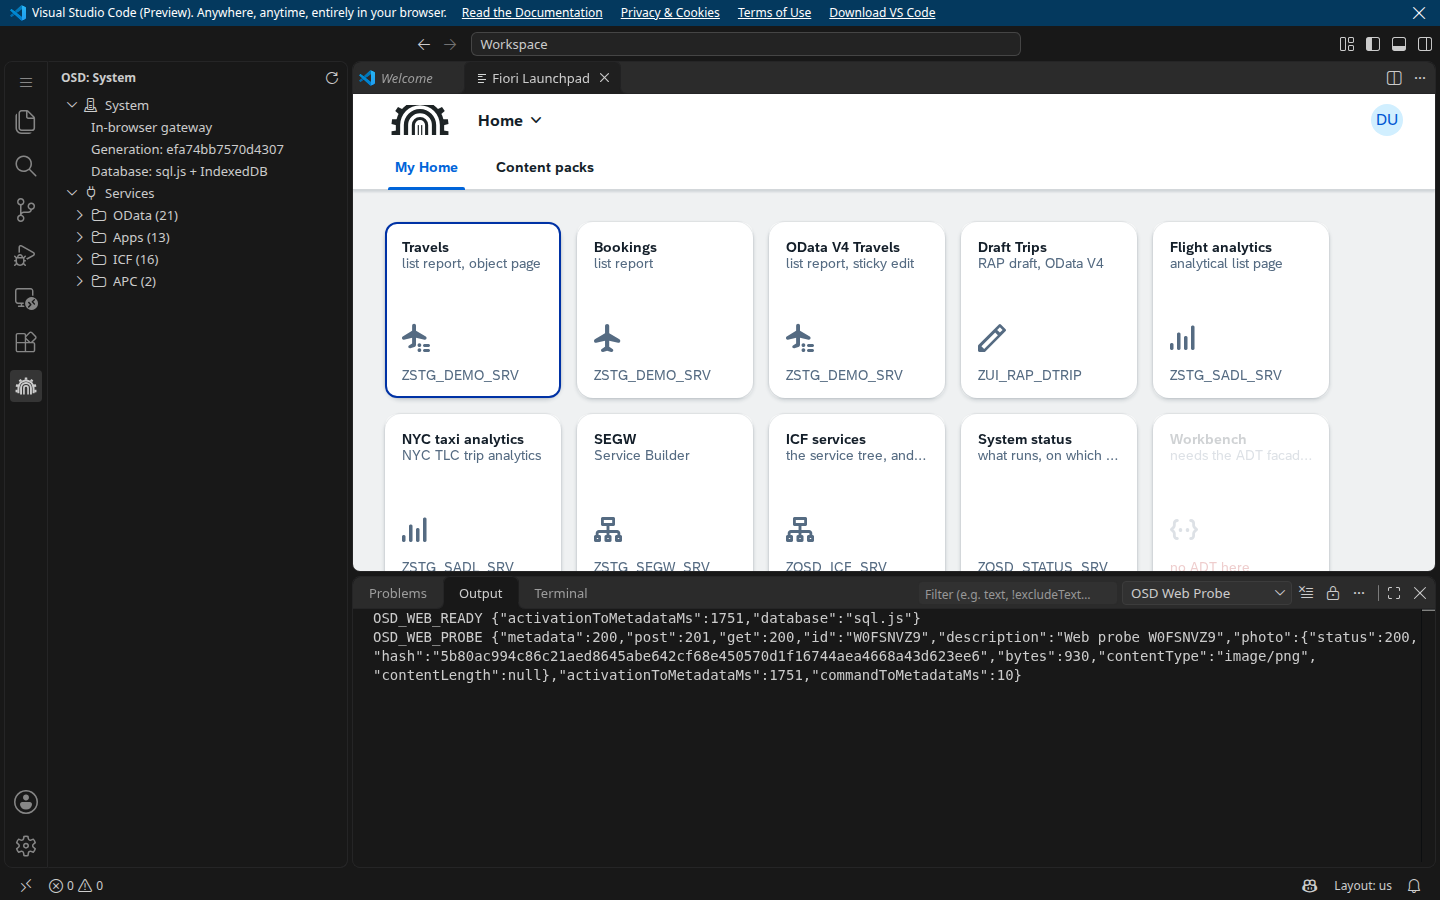 Visual Studio Code (Preview). Anywhere, anytime, entirely in your browser. Read the Documentation Privacy & Cookies Terms of Use Download VS Code
Workspace
OSD: System
System
In-browser gateway
Generation: efa74bb7570d4307
Database: sql.js + IndexedDB
Services
OData (21)
Apps (13)
ICF (16)
APC (2)
Welcome
Fiori Launchpad
Home
DU
My Home
Content packs
Travels
list report, object page
ZSTG_DEMO_SRV
Bookings
list report
ZSTG_DEMO_SRV
OData V4 Travels
list report, sticky edit
ZSTG_DEMO_SRV
Draft Trips
RAP draft, OData V4
ZUI_RAP_DTRIP
Flight analytics
analytical list page
ZSTG_SADL_SRV
NYC taxi analytics
NYC TLC trip analytics
ZSTG_SADL_SRV
SEGW
Service Builder
ZSTG_SEGW_SRV
ICF services
the service tree, and...
ZOSD_ICF_SRV
System status
what runs, on which ...
ZOSD_STATUS_SRV
Workbench
needs the ADT facad...
no ADT here
Problems
Output
Terminal
Filter (e.g. text, !excludeText...
OSD Web Probe
OSD_WEB_READY {"activationToMetadataMs":1751,"database":"sql.js"}
OSD_WEB_PROBE {"metadata":200,"post":201,"get":200,"id":"W0FSNVZ9","description":"Web probe W0FSNVZ9","photo":{"status":200,
"hash":"5b80ac994c86c21aed8645abe642cf68e450570d1f16744aea4668a43d623ee6","bytes":930,"contentType":"image/png",
"contentLength":null},"activationToMetadataMs":1751,"commandToMetadataMs":10}
0
0
Layout: us